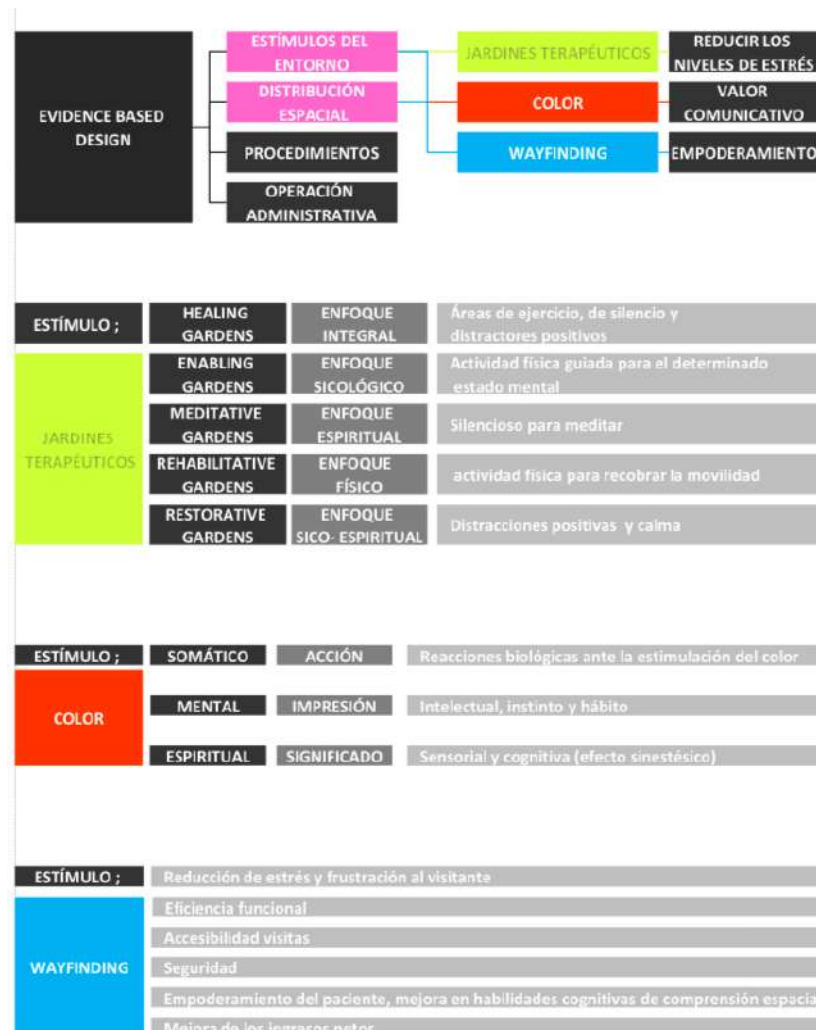 ESTÍMULOS DEL
ENTORNO
JARDINES TERAPÉUTICOS
REDUCIR LOS
NIVELES DE ESTRÉS
EVIDENCE BASED
DESIGN
DISTRIBUCIÓN
ESPACIAL
COLOR
VALOR
COMUNICATIVO
PROCEDIMIENTOS
WAYFINDING
EMPODERAMIENTO
OPERACIÓN
ADMINISTRATIVA
ESTÍMULO ;
HEALING
GARDENS
ENFOQUE
INTEGRAL
Áreas de ejercicio, de silencio y
distractores positivos
JARDINES
TERAPÉUTICOS
ENABLING
GARDENS
ENFOQUE
SICOLÓGICO
Actividad física guiada para el determinado
estado mental
MEDITATIVE
GARDENS
ENFOQUE
ESPIRITUAL
Silencioso para meditar
REHABILITATIVE
GARDENS
ENFOQUE
FÍSICO
actividad física para recobrar la movilidad
RESTORATIVE
GARDENS
ENFOQUE
SICO- ESPIRITUAL
Distracciones positivas y calma
ESTÍMULO ;
SOMÁTICO
ACCIÓN
Reacciones biológicas ante la estimulación del color
COLOR
MENTAL
IMPRESIÓN
Intelectual, instinto y hábito
ESPIRITUAL
SIGNIFICADO
Sensorial y cognitiva (efecto sinestésico)
ESTÍMULO ;
Reducción de estrés y frustración al visitante
WAYFINDING
Eficiencia funcional
Accesibilidad visitas
Seguridad
Empoderamiento del paciente, mejora en habilidades cognitivas de comprensión espacia
Mejora de los ingresos netos